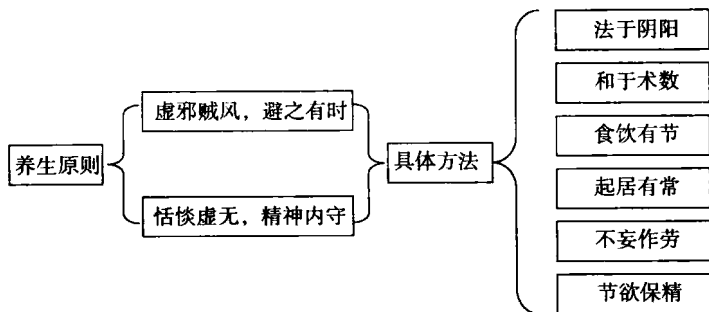 养生原则
虚邪贼风，避之有时
恬惔虚无，精神内守
具体方法
法于阴阳
和于术数
食饮有节
起居有常
不妄作劳
节欲保精